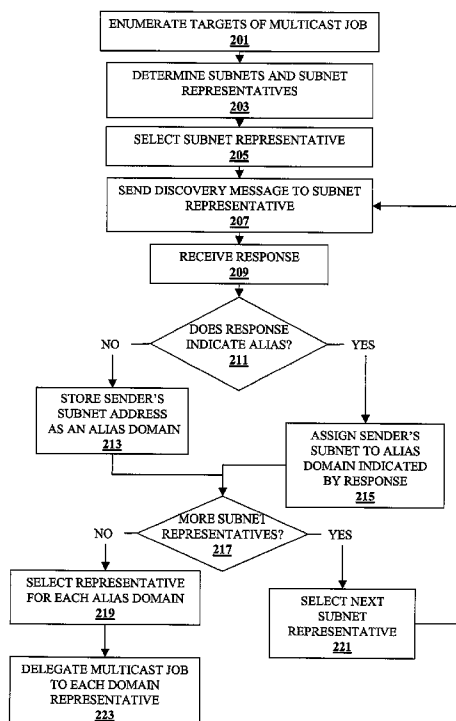 ENUMERATE TARGETS OF MULTICAST JOB
201
DETERMINE SUBNETS AND SUBNET
REPRESENTATIVES
203
SELECT SUBNET REPRESENTATIVE
205
SEND DISCOVERY MESSAGE TO SUBNET
REPRESENTATIVE
207
RECEIVE RESPONSE
209
DOES RESPONSE
INDICATE ALIAS?
211
NO
YES
STORE SENDER'S
SUBNET ADDRESS
AS AN ALIAS DOMAIN
213
ASSIGN SENDER'S
SUBNET TO ALIAS
DOMAIN INDICATED
BY RESPONSE
215
MORE SUBNET
REPRESENTATIVES?
217
NO
YES
SELECT REPRESENTATIVE
FOR EACH ALIAS DOMAIN
219
SELECT NEXT
SUBNET
REPRESENTATIVE
221
DELEGATE MULTICAST JOB
TO EACH DOMAIN
REPRESENTATIVE
223